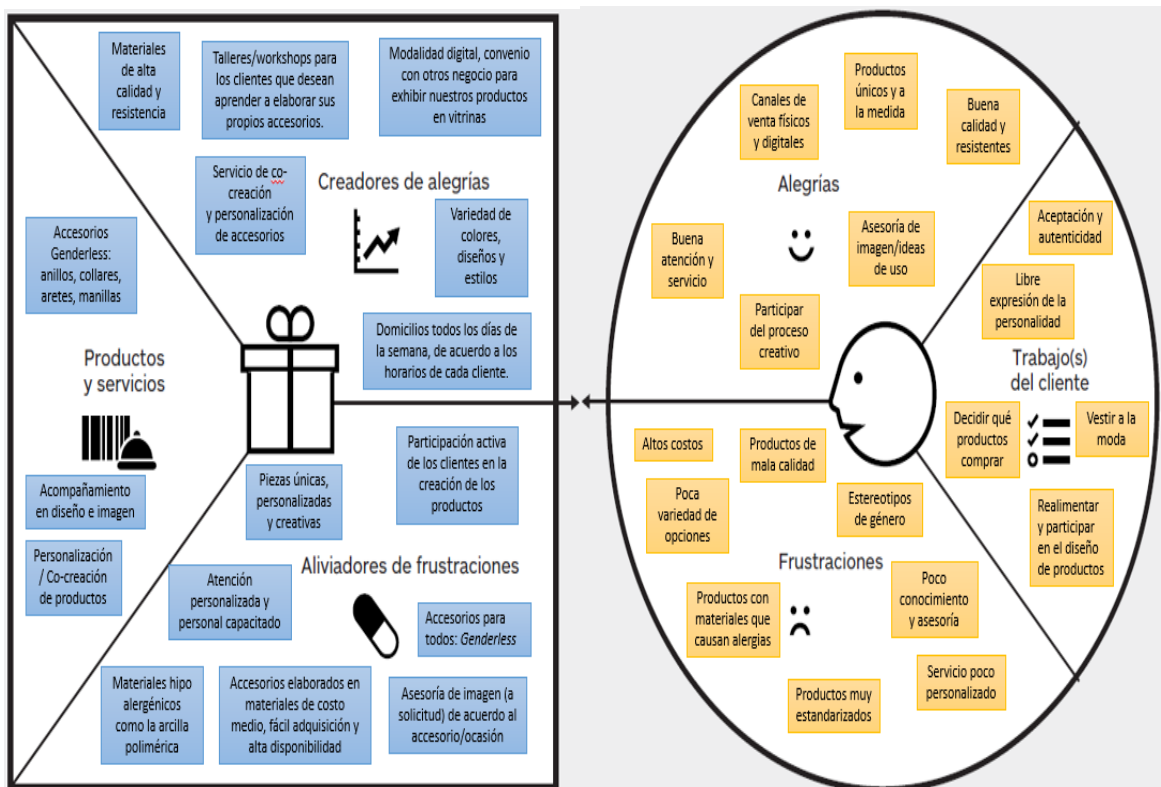 Materiales
de alta
calidad y
resistencia
Talleres/workshops para
los clientes que desean
aprender a elaborar sus
propios accesorios.
Modalidad digital, convenio
con otros negocio para
exhibir nuestros productos
en vitrinas
Servicio de co-
creación
y personalización
de accesorios
Creadores de alegrías
Variedad de
colores,
diseños y
estilos
Accesorios
Genderless:
anillos, collares,
aretes, manillas
Domicilios todos los días de
la semana, de acuerdo a los
horarios de cada cliente.
Productos
y servicios
Acompañamiento
en diseño e imagen
Personalización
/ Co-creación
de productos
Piezas únicas,
personalizadas
y creativas
Participación activa
de los clientes en la
creación de los
productos
Aliviadores de frustraciones
Atención
personalizada y
personal capacitado
Accesorios para
todos: Genderless
Materiales hipo
alergénicos
como la arcilla
polimérica
Accesorios elaborados en
materiales de costo
medio, fácil adquisición y
alta disponibilidad
Asesoría de imagen (a
solicitud) de acuerdo al
accesorio/ocasión
Canales de
venta físicos
y digitales
Productos
únicos y a
la medida
Buena
calidad y
resistentes
Alegrías
Buena
atención y
servicio
Asesoría de
imagen/ideas
de uso
Participar
del proceso
creativo
Aceptación y
autenticidad
Libre
expresión de la
personalidad
Trabajo(s)
del cliente
Decidir qué
productos
comprar
Vestir a la
moda
Realimentar
y participar
en el diseño
de productos
Altos costos
Productos de
mala calidad
Poca
variedad de
opciones
Estereotipos
de género
Frustraciones
Productos con
materiales que
causan alergias
Poco
conocimiento
y asesoría
Servicio poco
personalizado
Productos muy
estandarizados